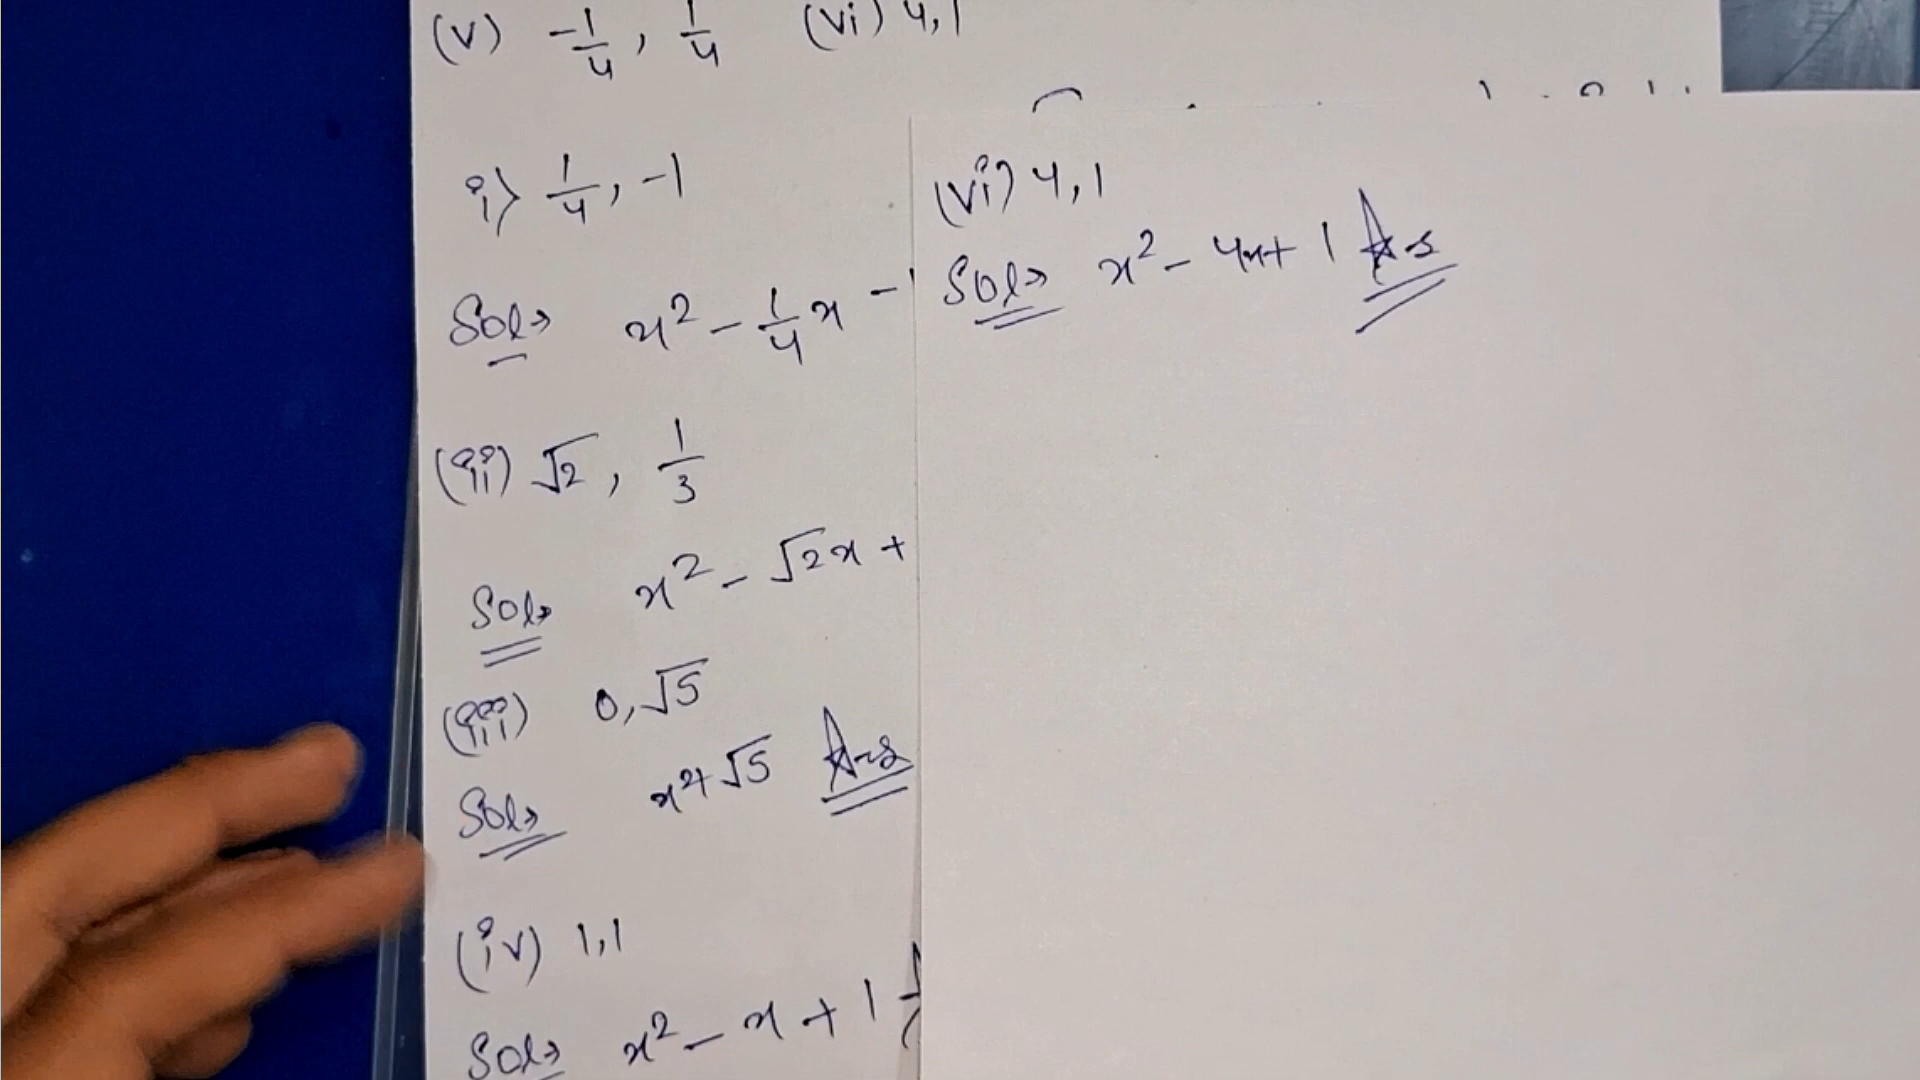 (v) -1/4, 1/4 (vi) 4, 1
i) 1/4, -1
Sol→ x² - 1/4x -
(ii) √2, 1/3
Sol→ x² - √2x +
(iii) 0, √5
Sol→ x² + √5 Ans
(iv) 1, 1
Sol→ x² - x + 1
(vi) 4, 1
Sol→ x² - 4x + 1 Ans